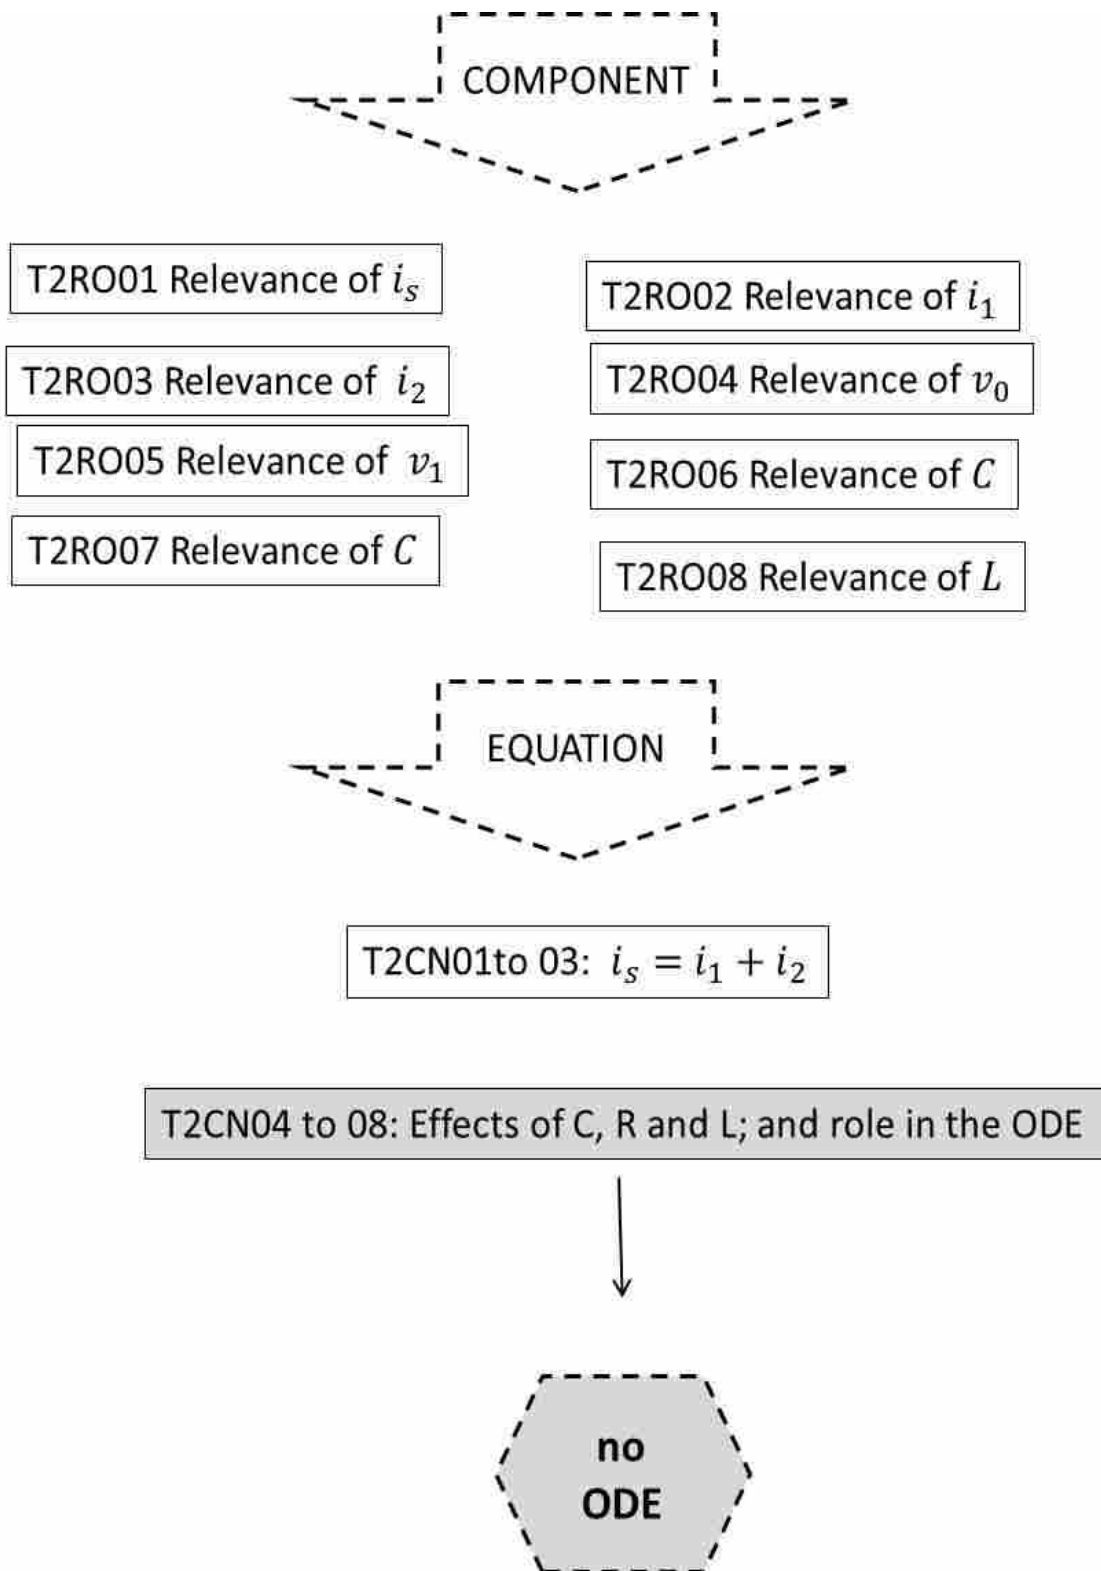 COMPONENT
T2RO01 Relevance of i_s
T2RO02 Relevance of i_1
T2RO03 Relevance of i_2
T2RO04 Relevance of v_0
T2RO05 Relevance of v_1
T2RO06 Relevance of C
T2RO07 Relevance of C
T2RO08 Relevance of L
EQUATION
T2CN01to 03: i_s = i_1 + i_2
T2CN04 to 08: Effects of C, R and L; and role in the ODE
no
ODE